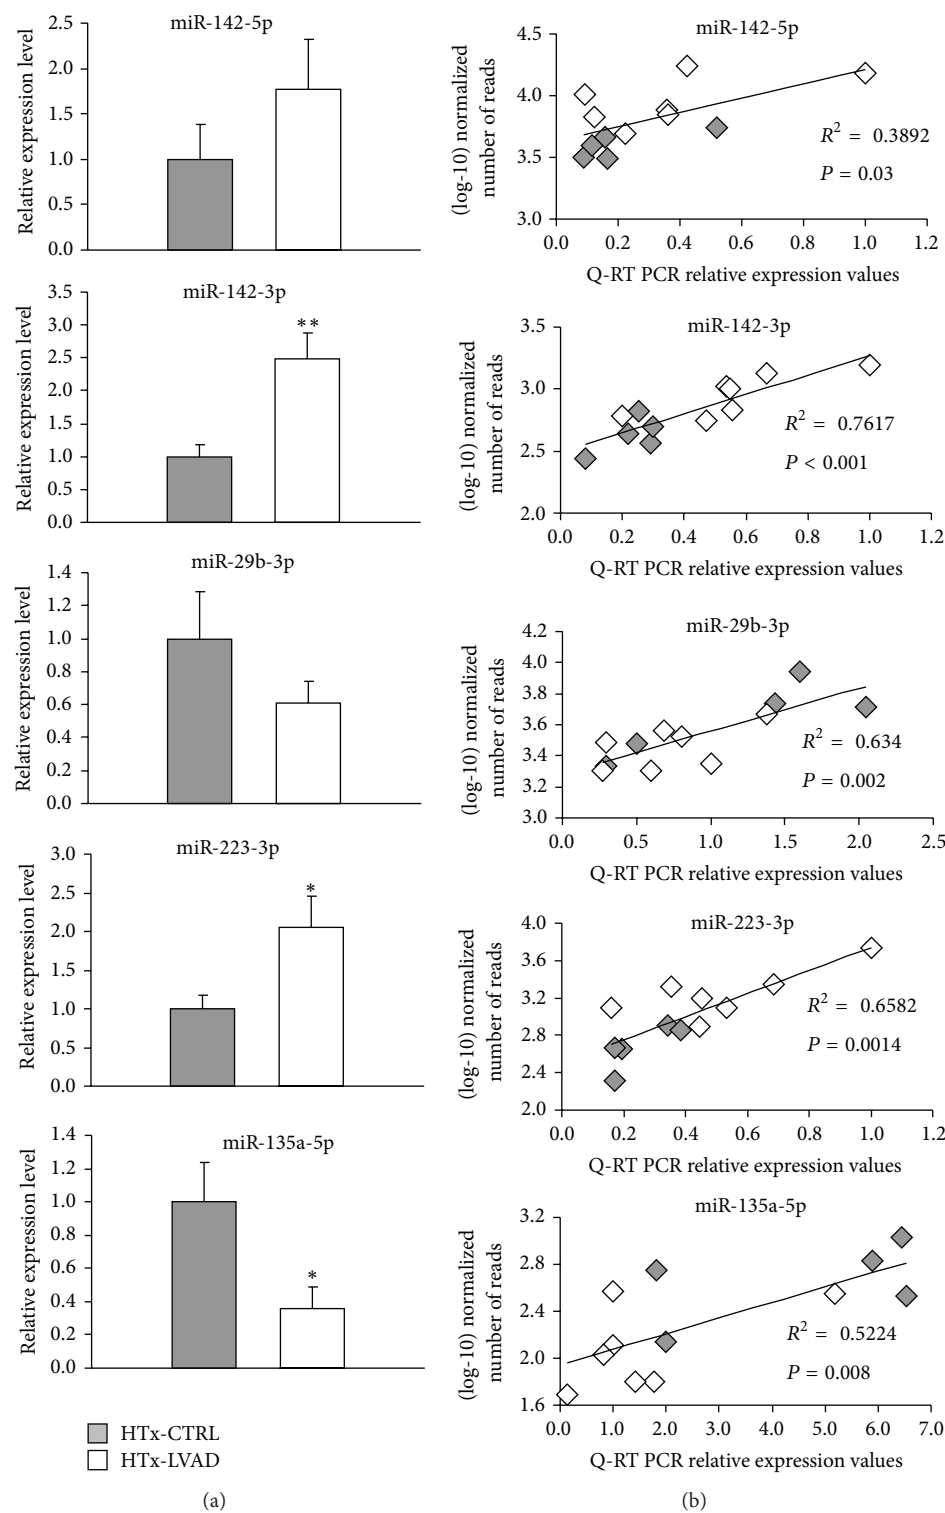 miR-142-5p
Relative expression level
2.5
2.0
1.5
1.0
0.5
0.0
miR-142-3p
Relative expression level
3.5
3.0
2.5
2.0
1.5
1.0
0.5
0.0
**
miR-29b-3p
Relative expression level
1.4
1.2
1.0
0.8
0.6
0.4
0.2
0.0
miR-223-3p
Relative expression level
3.0
2.5
2.0
1.5
1.0
0.5
0.0
*
miR-135a-5p
Relative expression level
1.4
1.2
1.0
0.8
0.6
0.4
0.2
0.0
*
HTx-CTRL
HTx-LVAD
(a)
miR-142-5p
(log-10) normalized
number of reads
4.5
4.0
3.5
3.0
R² = 0.3892
P = 0.03
0.0 0.2 0.4 0.6 0.8 1.0 1.2
Q-RT PCR relative expression values
miR-142-3p
(log-10) normalized
number of reads
3.5
3.0
2.5
2.0
R² = 0.7617
P < 0.001
0.0 0.2 0.4 0.6 0.8 1.0 1.2
Q-RT PCR relative expression values
miR-29b-3p
(log-10) normalized
number of reads
4.2
4.0
3.8
3.6
3.4
3.2
3.0
R² = 0.634
P = 0.002
0.0 0.5 1.0 1.5 2.0 2.5
Q-RT PCR relative expression values
miR-223-3p
(log-10) normalized
number of reads
4.0
3.6
3.2
2.8
2.4
2.0
R² = 0.6582
P = 0.0014
0.0 0.2 0.4 0.6 0.8 1.0 1.2
Q-RT PCR relative expression values
miR-135a-5p
(log-10) normalized
number of reads
3.2
2.8
2.4
2.0
1.6
R² = 0.5224
P = 0.008
0.0 1.0 2.0 3.0 4.0 5.0 6.0 7.0
Q-RT PCR relative expression values
(b)